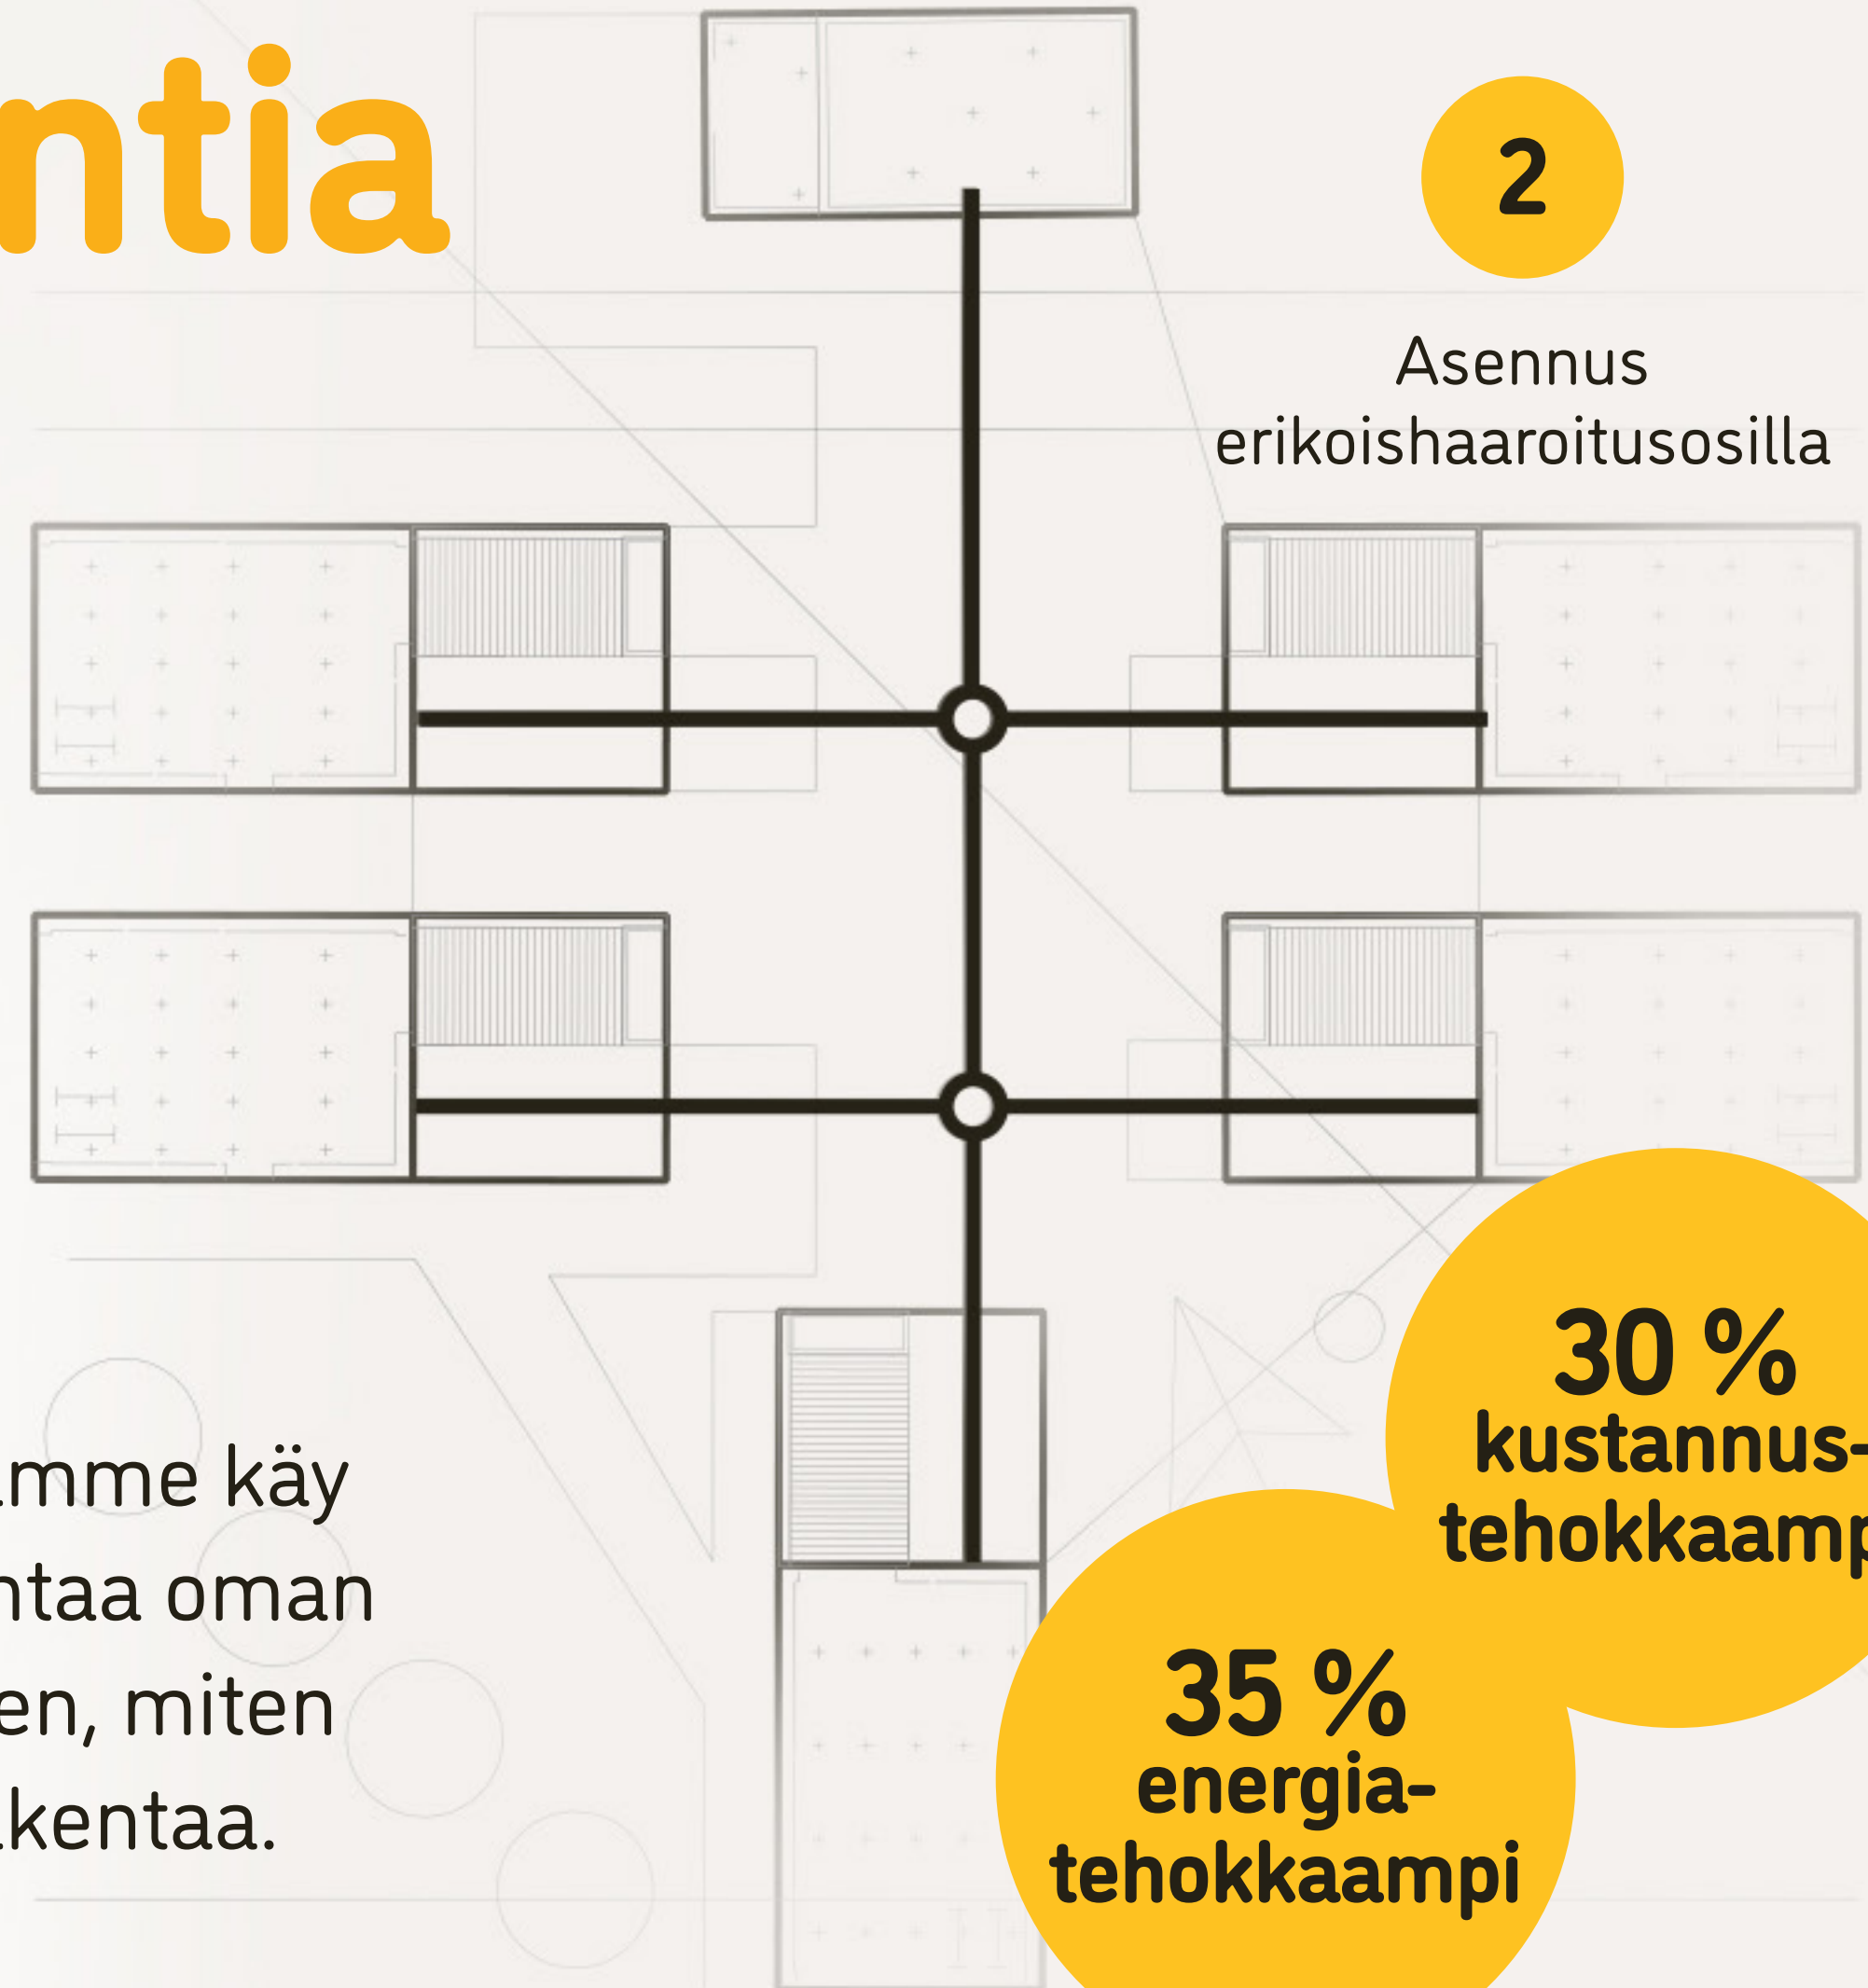 ntia
2
Asennus
erikoishaaroitusosilla
mme käy
ntaa oman
en, miten
kentaa.
30 %
kustannus-
tehokkaamp
35 %
energia-
tehokkaampi